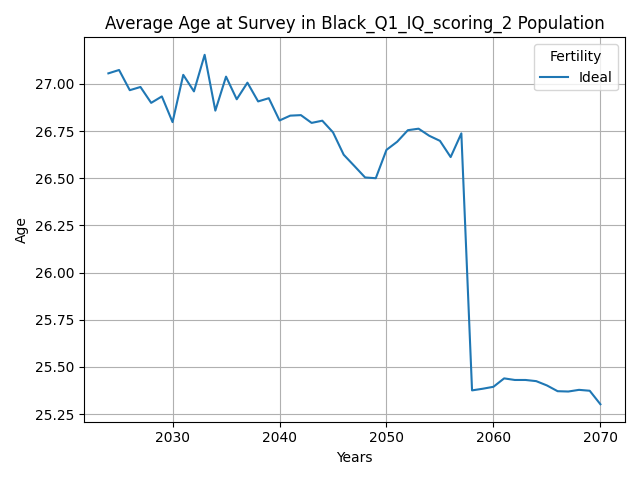 Average Age at Survey in Black_Q1_IQ_scoring_2 Population
Fertility
Ideal
27.00
26.75
26.50
26.25
26.00
25.75
25.50
25.25
Age
2030 2040 2050 2060 2070
Years